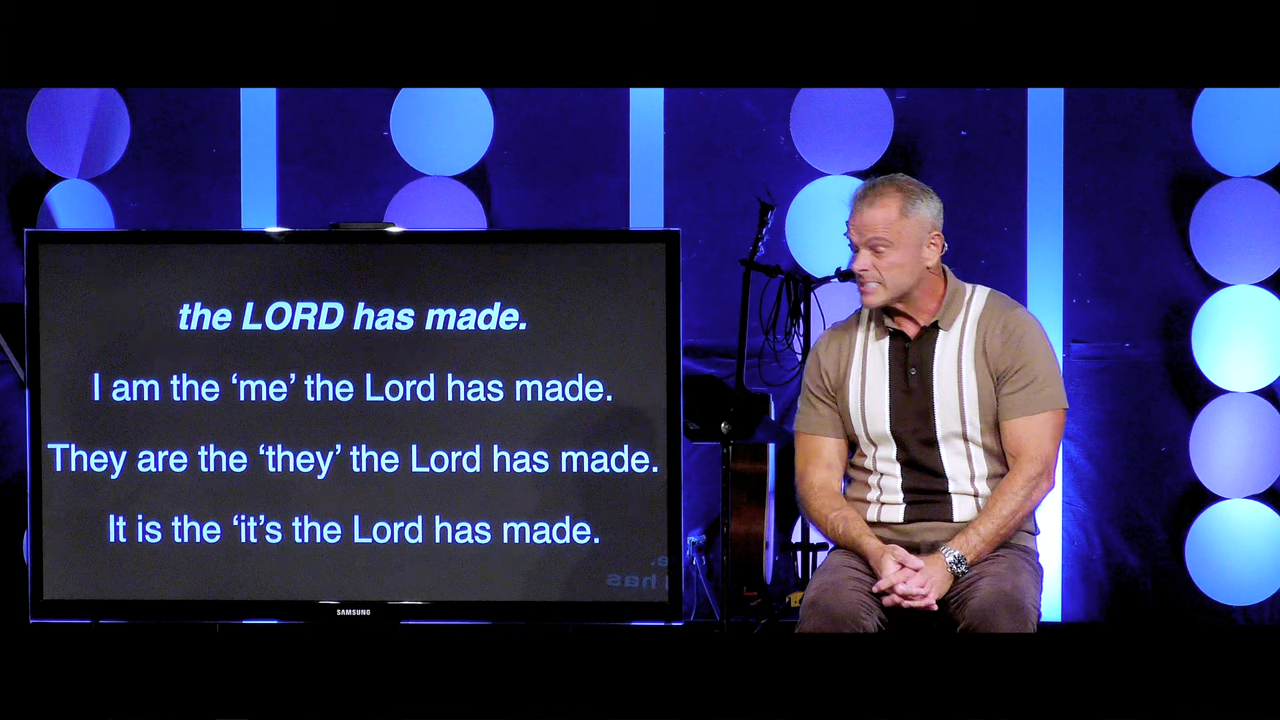 the LORD has made.
I am the ‘me’ the Lord has made.
They are the ‘they’ the Lord has made.
It is the ‘it’s the Lord has made.
SAMSUNG